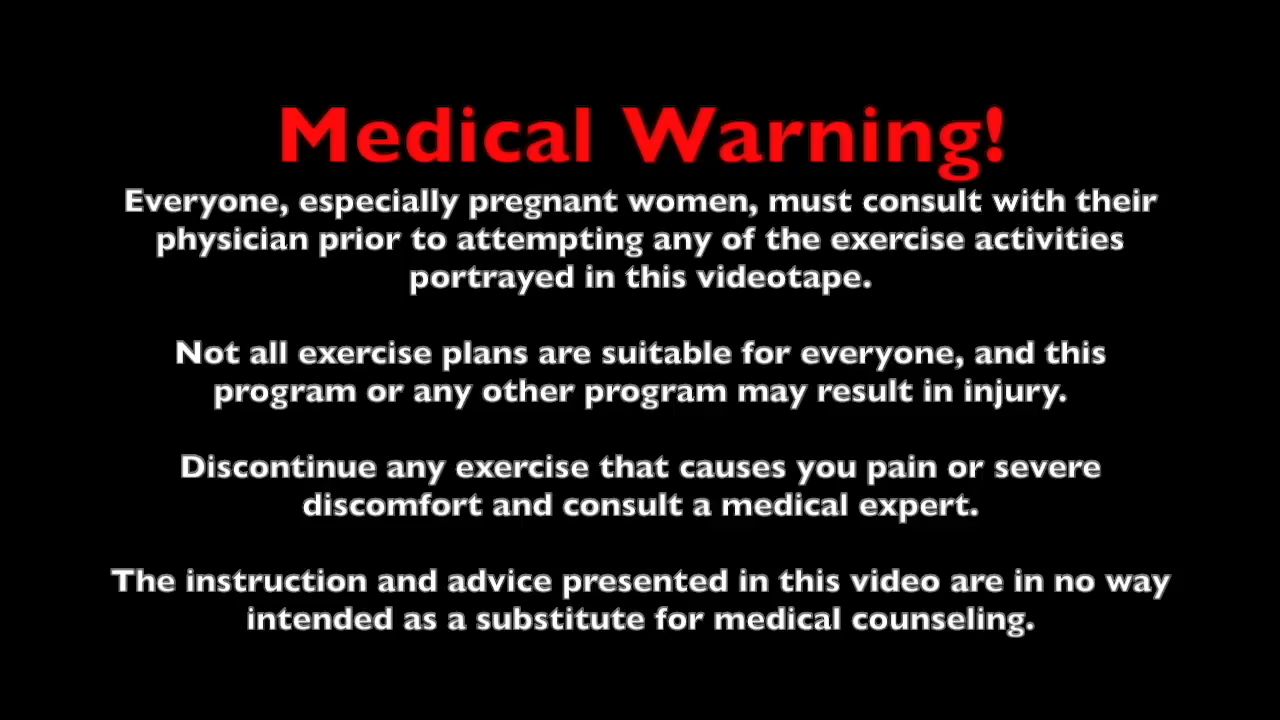 Medical Warning!
Everyone, especially pregnant women, must consult with their
physician prior to attempting any of the exercise activities
portrayed in this videotape.
Not all exercise plans are suitable for everyone, and this
program or any other program may result in injury.
Discontinue any exercise that causes you pain or severe
discomfort and consult a medical expert.
The instruction and advice presented in this video are in no way
intended as a substitute for medical counseling.